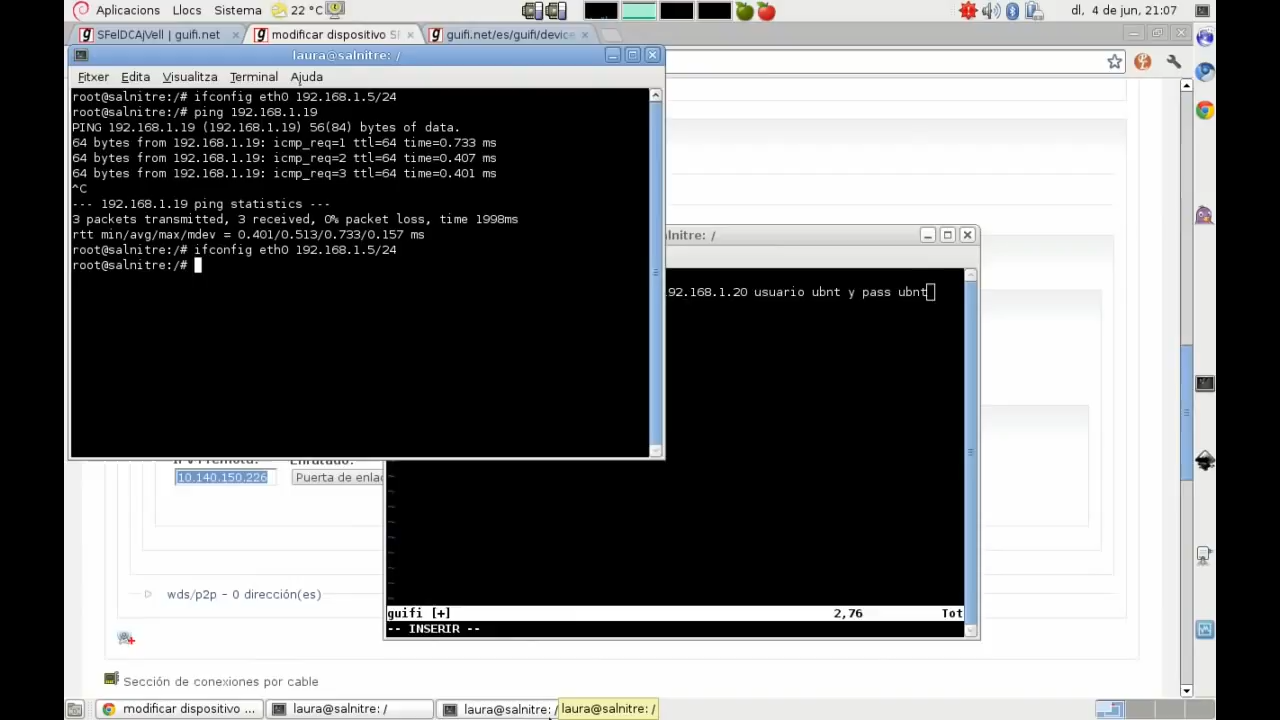 Aplicacions Llocs Sistema 22 °C dl, 4 de jun, 21:07
SFelDCAjVell | guifi.net
modificar dispositivo SF
guifi.net/es/guifi/device
laura@salnitre: /
Fitxer Edita Visualitza Terminal Ajuda
root@salnitre:/# ifconfig eth0 192.168.1.5/24
root@salnitre:/# ping 192.168.1.19
PING 192.168.1.19 (192.168.1.19) 56(84) bytes of data.
64 bytes from 192.168.1.19: icmp_req=1 ttl=64 time=0.733 ms
64 bytes from 192.168.1.19: icmp_req=2 ttl=64 time=0.407 ms
64 bytes from 192.168.1.19: icmp_req=3 ttl=64 time=0.401 ms
^C
--- 192.168.1.19 ping statistics ---
3 packets transmitted, 3 received, 0% packet loss, time 1998ms
rtt min/avg/max/mdev = 0.401/0.513/0.733/0.157 ms
root@salnitre:/# ifconfig eth0 192.168.1.5/24
root@salnitre:/#
lnitre: /
92.168.1.20 usuario ubnt y pass ubnt
10.140.150.226
Puerta de enla
~
~
~
~
~
~
~
~
~
guifi [+] 2,76 Tot
-- INSERIR --
wds/p2p - 0 dirección(es)
Sección de conexiones por cable
modificar dispositivo ...
laura@salnitre: /
laura@salnitre: /
laura@salnitre: /